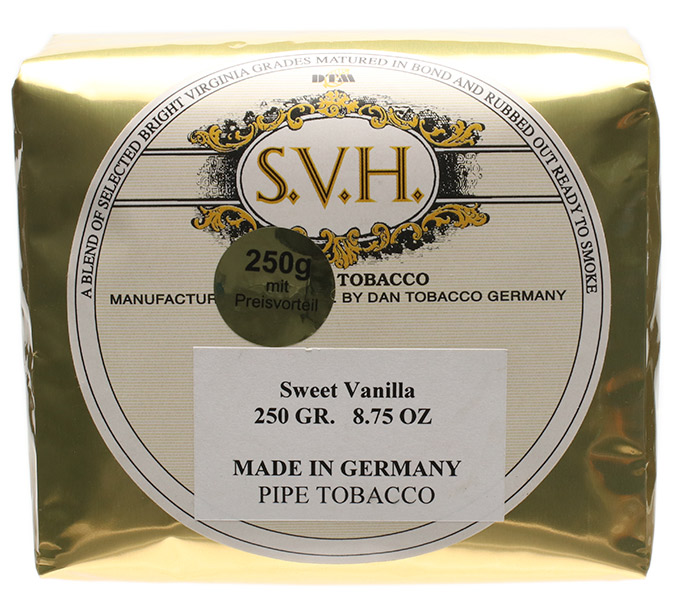 A BLEND OF SELECTED BRIGHT VIRGINIA GRADES MATURED IN BOND AND RUBBED OUT READY TO SMOKE
DTM
S.V.H.
250g
mit
Preisvorteil
TOBACCO
MANUFACTUR BY DAN TOBACCO GERMANY
Sweet Vanilla
250 GR. 8.75 OZ
MADE IN GERMANY
PIPE TOBACCO